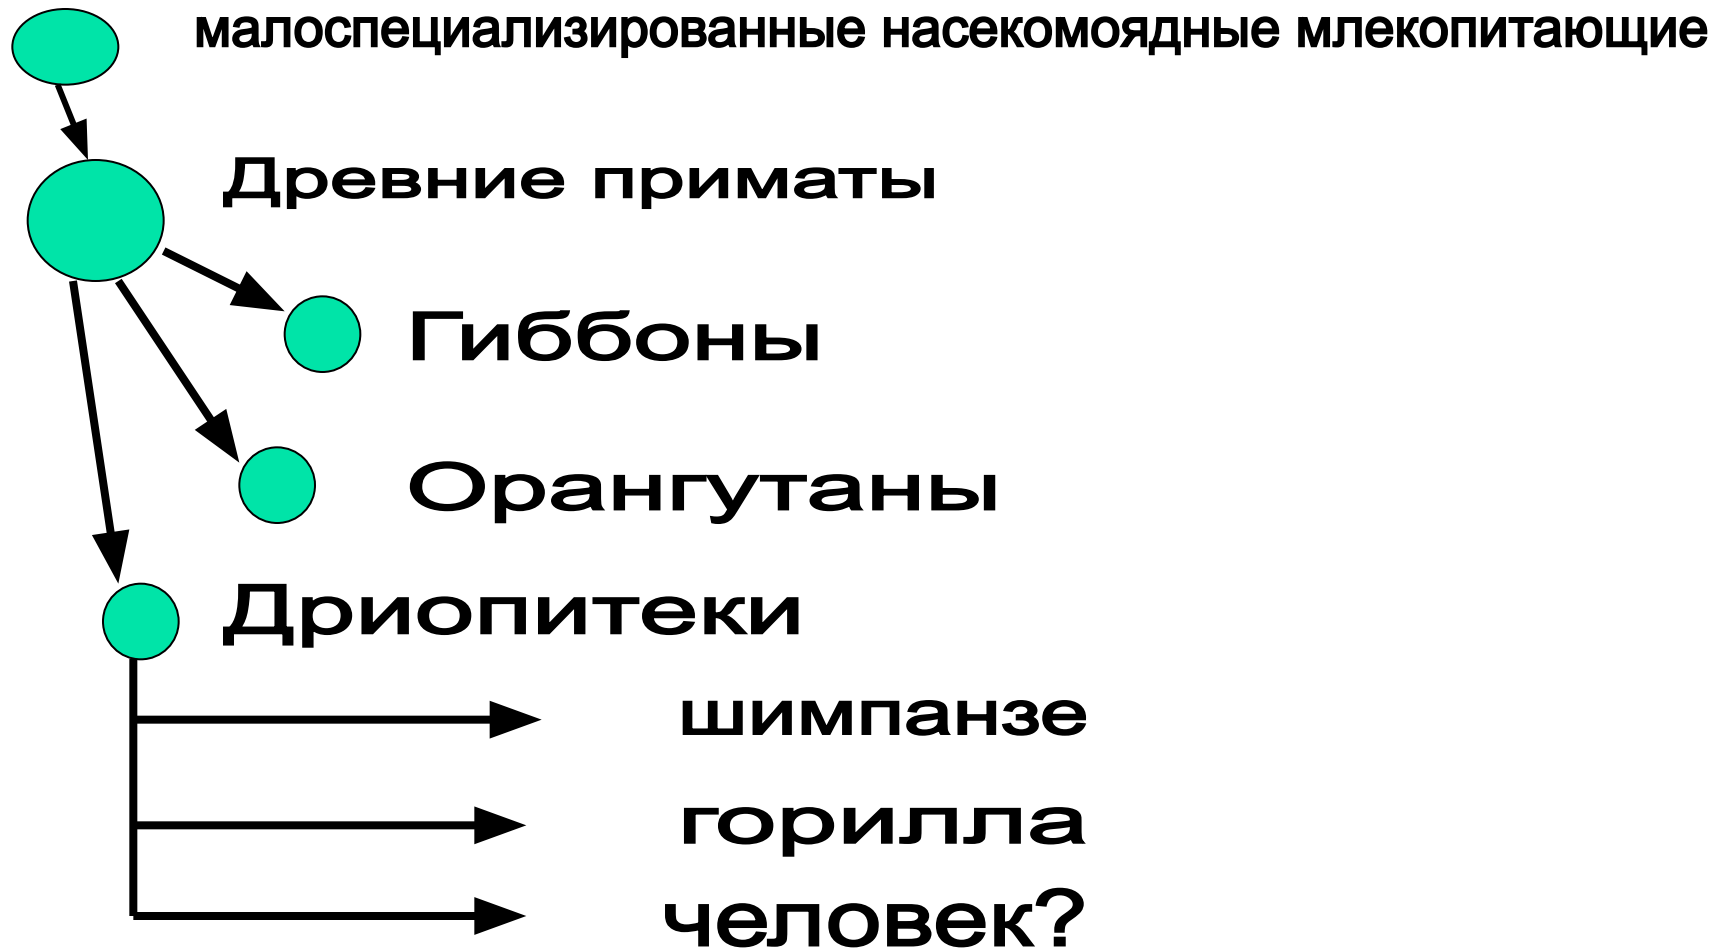 малоспециализированные насекомоядные млекопитающие
Древние приматы
Гиббоны
Орангутаны
Дриопитеки
шимпанзе
горилла
человек?